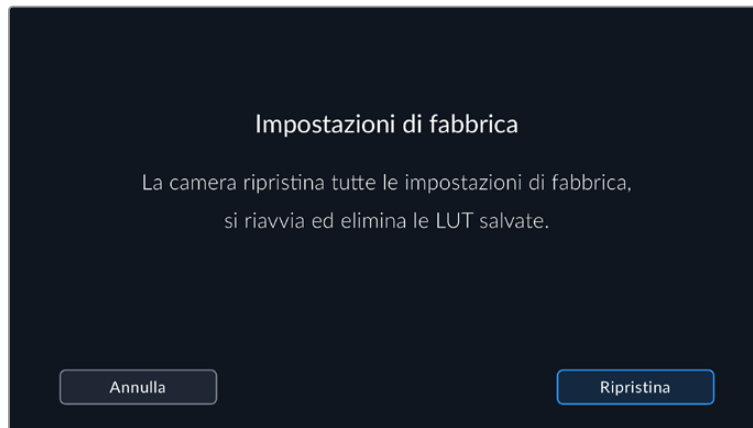 Impostazioni di fabbrica
La camera ripristina tutte le impostazioni di fabbrica,
si riavvia ed elimina le LUT salvate.
Annulla
Ripristina